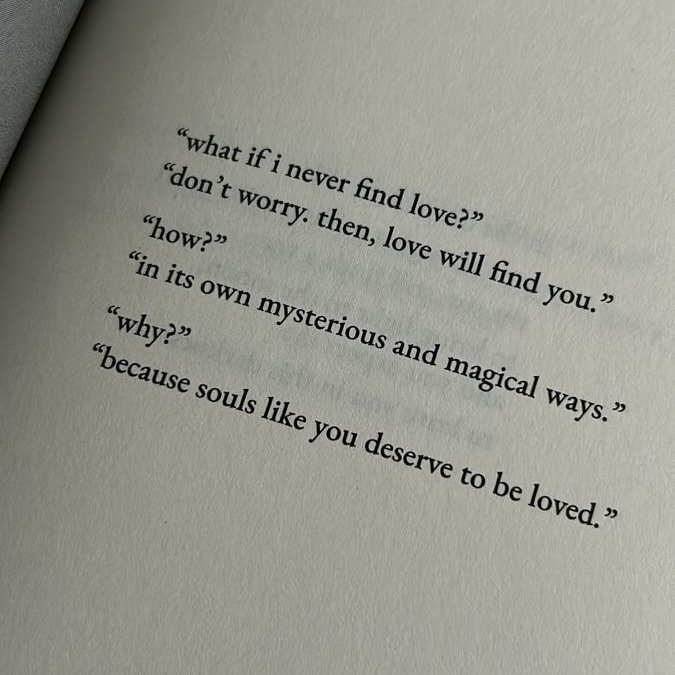 “what if i never find love?”
“don’t worry. then, love will find you.”
“how?”
“in its own mysterious and magical ways.”
“why?”
“because souls like you deserve to be loved.”